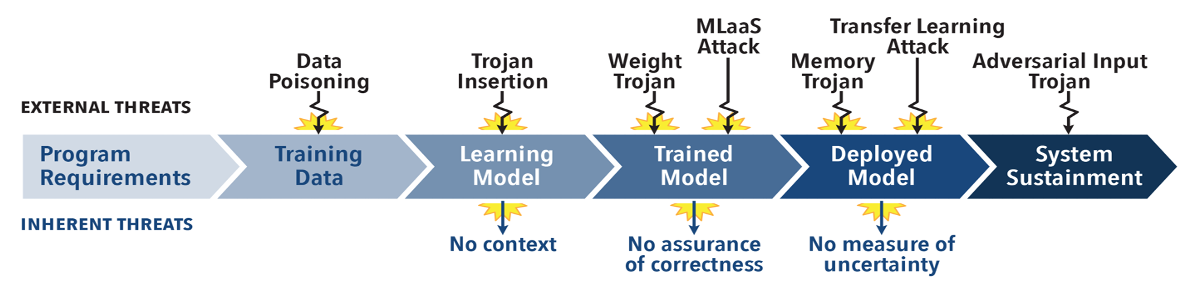 Data
Poisoning
Trojan
Insertion
Weight
Trojan
MLaaS
Attack
Memory
Trojan
Transfer Learning
Attack
Adversarial Input
Trojan
EXTERNAL THREATS
Program
Requirements
Training
Data
Learning
Model
Trained
Model
Deployed
Model
System
Sustainment
INHERENT THREATS
No context
No assurance
of correctness
No measure of
uncertainty